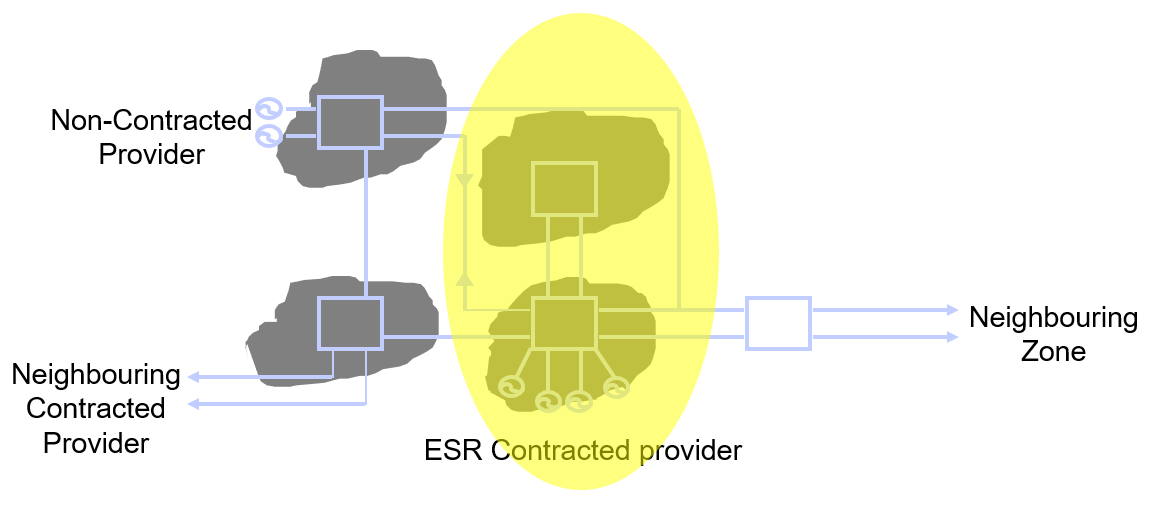 Non-Contracted
Provider
Neighbouring
Zone
Neighbouring
Contracted
Provider
ESR Contracted provider